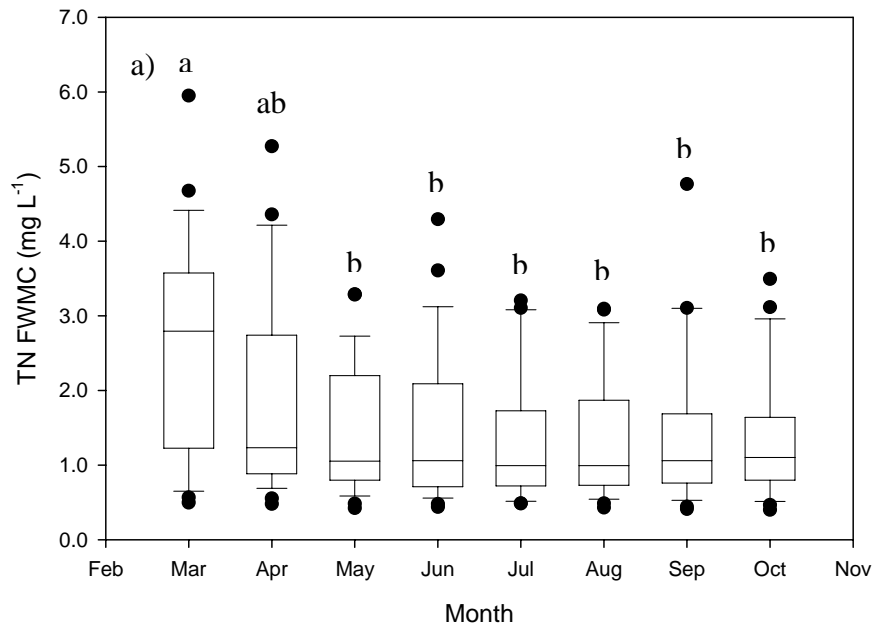 7.0
a) a
6.0
ab
5.0
b
b
4.0
b
b
b
b
3.0
2.0
1.0
0.0
TN FWMC (mg L⁻¹)
Feb Mar Apr May Jun Jul Aug Sep Oct Nov
Month